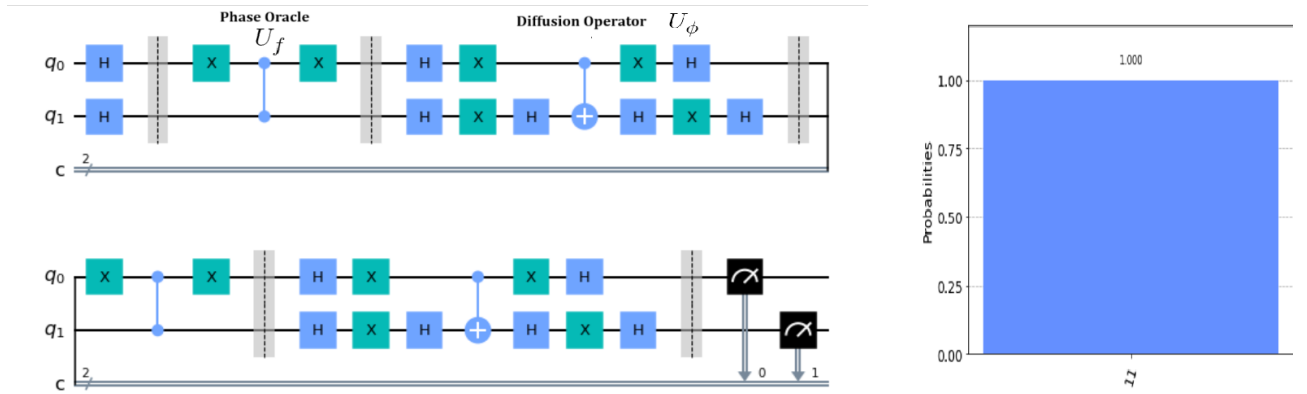 Phase Oracle
U_f
Diffusion Operator U_ϕ
q₀ H X X H X X H
q₁ H H X H H X H
2
c
q₀ X X H X X H
q₁ H X H H X H
2
c 0 1
1.000
1.00
0.75
0.50
0.25
0.00
Probabilities
11